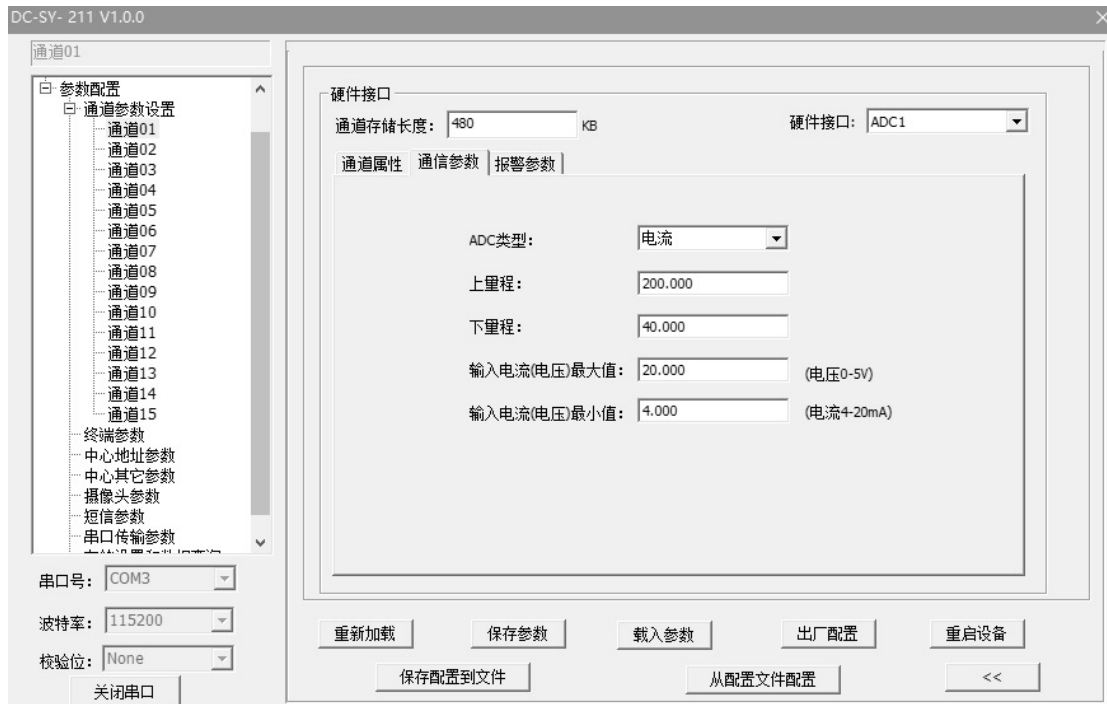 DC-SY- 211 V1.0.0
通道01
参数配置
通道参数设置
通道01
通道02
通道03
通道04
通道05
通道06
通道07
通道08
通道09
通道10
通道11
通道12
通道13
通道14
通道15
终端参数
中心地址参数
中心其它参数
摄像头参数
短信参数
串口传输参数
串口号： COM3
波特率： 115200
校验位： None
关闭串口
硬件接口
通道存储长度： 480 KB 硬件接口： ADC1
通道属性 通信参数 报警参数
ADC类型： 电流
上量程： 200.000
下量程： 40.000
输入电流(电压)最大值： 20.000 (电压0-5V)
输入电流(电压)最小值： 4.000 (电流4-20mA)
重新加载 保存参数 载入参数 出厂配置 重启设备
保存配置到文件 从配置文件配置 <<